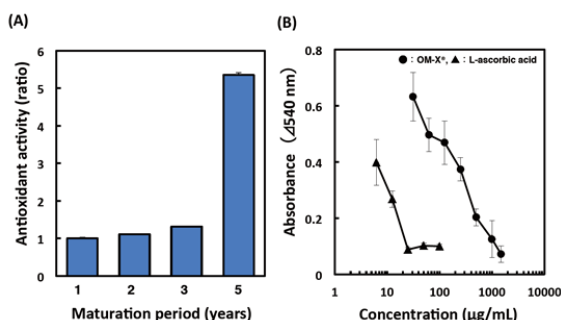 (A)
Antioxidant activity (ratio)
6
5
4
3
2
1
0
1 2 3 5
Maturation period (years)
(B)
● : OM-X®, ▲ : L-ascorbic acid
Absorbance (⊿540 nm)
0.8
0.6
0.4
0.2
0
1 10 100 1000 10000
Concentration (μg/mL)